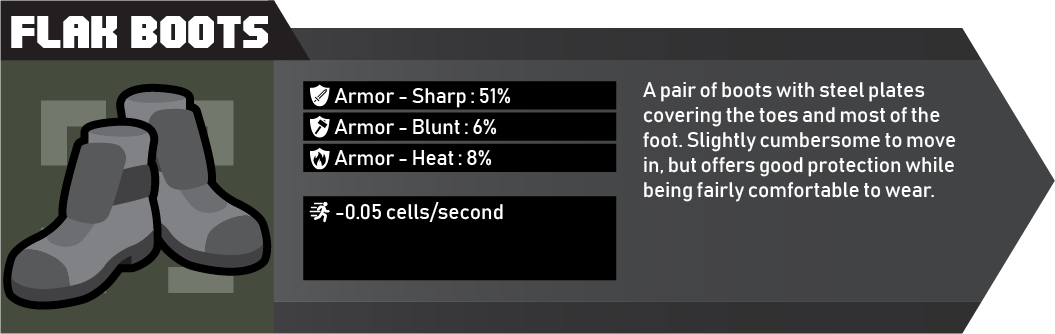 FLAK BOOTS
Armor - Sharp : 51%
Armor - Blunt : 6%
Armor - Heat : 8%
-0.05 cells/second
A pair of boots with steel plates
covering the toes and most of the
foot. Slightly cumbersome to move
in, but offers good protection while
being fairly comfortable to wear.